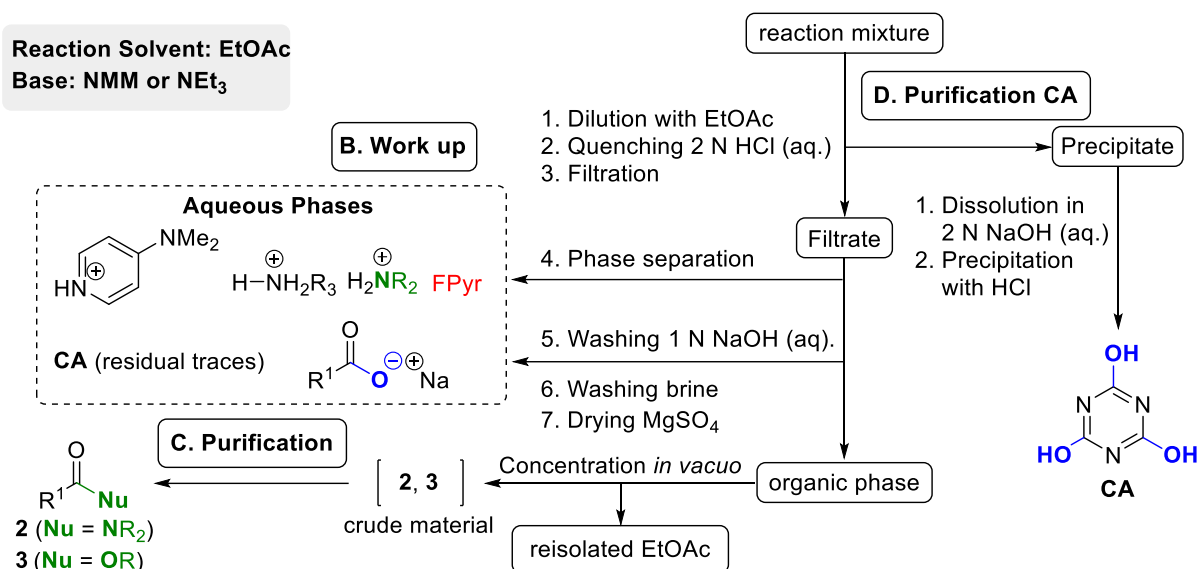 Reaction Solvent: EtOAc
Base: NMM or NEt3
reaction mixture
D. Purification CA
1. Dilution with EtOAc
2. Quenching 2 N HCl (aq.)
3. Filtration
Precipitate
B. Work up
Aqueous Phases
NMe2
HN
+
H–NH2R3
+
H2NR2
+
FPyr
Filtrate
1. Dissolution in
2 N NaOH (aq.)
2. Precipitation
with HCl
4. Phase separation
5. Washing 1 N NaOH (aq).
CA (residual traces)
O
R1
O
−
+
Na
6. Washing brine
7. Drying MgSO4
OH
N
N
HO
N
OH
CA
C. Purification
Concentration in vacuo
organic phase
[ 2, 3 ]
crude material
reisolated EtOAc
O
R1
Nu
2 (Nu = NR2)
3 (Nu = OR)